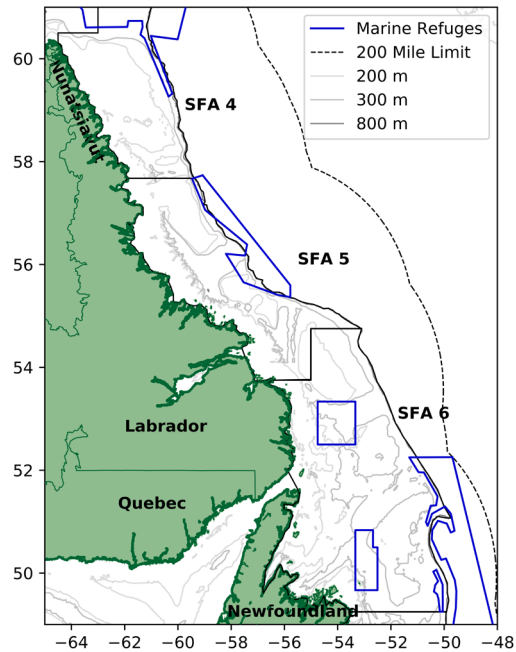 Marine Refuges
200 Mile Limit
200 m
300 m
800 m
60
58
56
54
52
50
SFA 4
Nunatsiavut
SFA 5
SFA 6
Labrador
Quebec
Newfoundland
−64 −62 −60 −58 −56 −54 −52 −50 −48